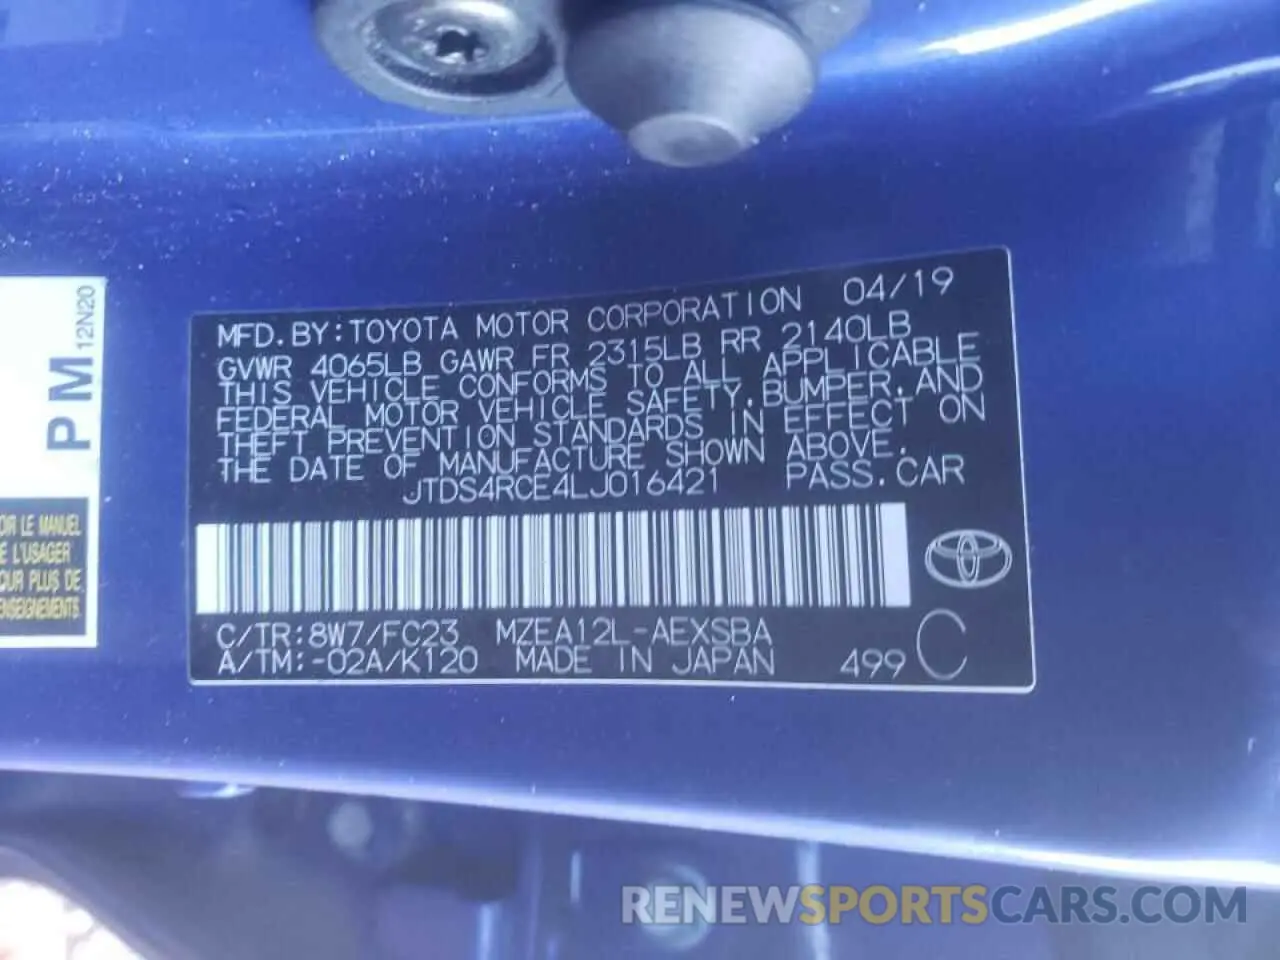 MFD.BY:TOYOTA MOTOR CORPORATION 04/19
GVWR 4065LB GAWR FR 2315LB RR 2140LB
THIS VEHICLE CONFORMS TO ALL APPLICABLE
FEDERAL MOTOR VEHICLE SAFETY,BUMPER,AND
THEFT PREVENTION STANDARDS IN EFFECT ON
THE DATE OF MANUFACTURE SHOWN ABOVE.
JTDS4RCE4LJ016421 PASS.CAR
C/TR:8W7/FC23 MZEA12L-AEXSBA
A/TM:-02A/K120 MADE IN JAPAN 499 C
PM 12N20
OIR LE MANUEL
E L'USAGER
OUR PLUS DE
ENSEIGNEMENTS
RENEWSPORTSCARS.COM